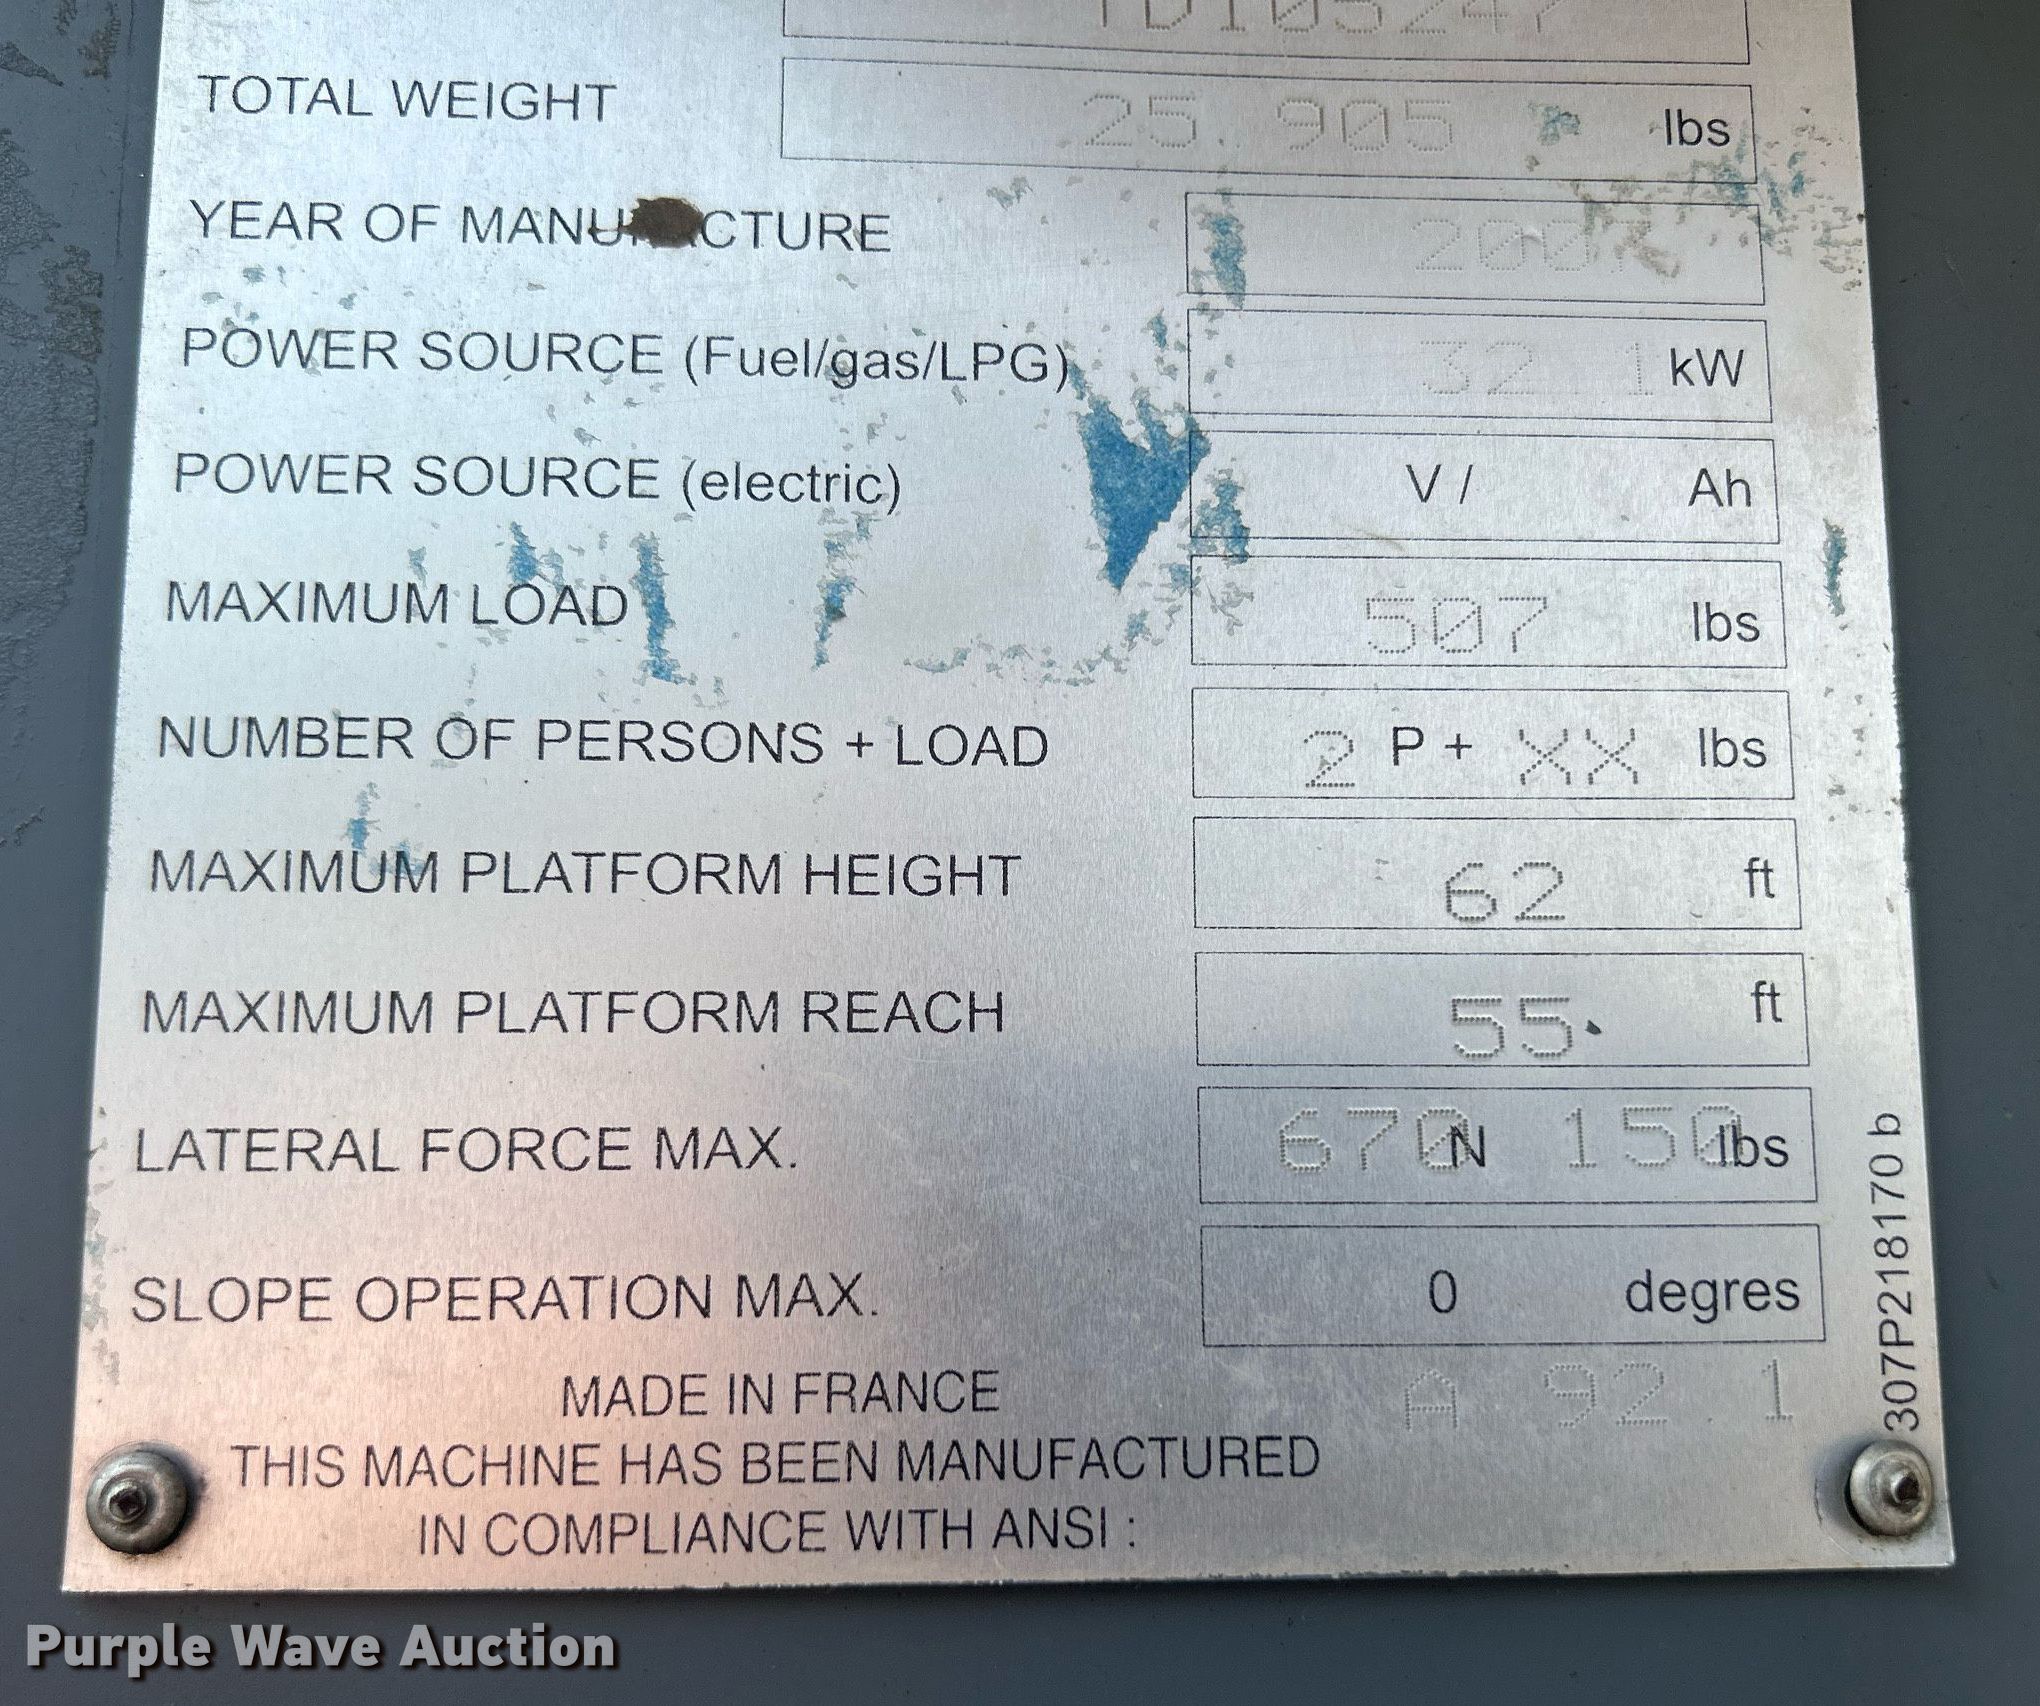 TD105247
TOTAL WEIGHT 25.905 lbs
YEAR OF MANUFACTURE
POWER SOURCE (Fuel/gas/LPG) 32.1 kW
POWER SOURCE (electric) V / Ah
MAXIMUM LOAD 507 lbs
NUMBER OF PERSONS + LOAD 2 P + XX lbs
MAXIMUM PLATFORM HEIGHT 62 ft
MAXIMUM PLATFORM REACH 55 ft
LATERAL FORCE MAX. 670 N 150 lbs
SLOPE OPERATION MAX. 0 degres
MADE IN FRANCE A 92.1
THIS MACHINE HAS BEEN MANUFACTURED
IN COMPLIANCE WITH ANSI :
307P218170 b
Purple Wave Auction